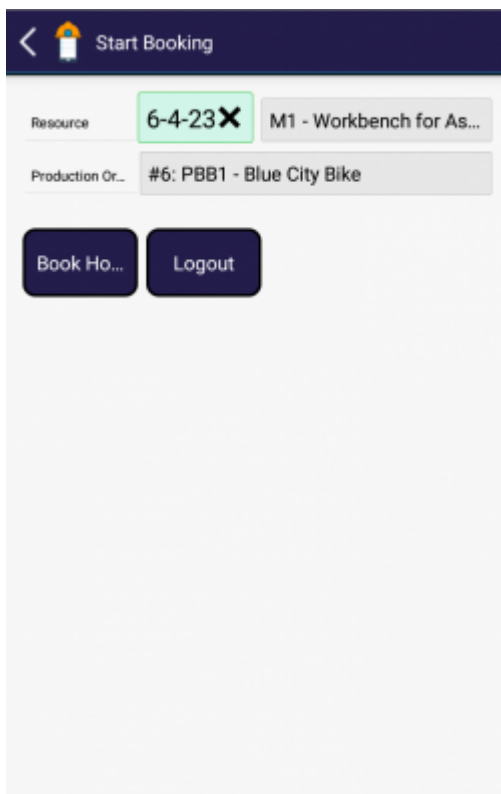 Start Booking
Resource 6-4-23 M1 - Workbench for As...
Production Or... #6: PBB1 - Blue City Bike
Book Ho... Logout